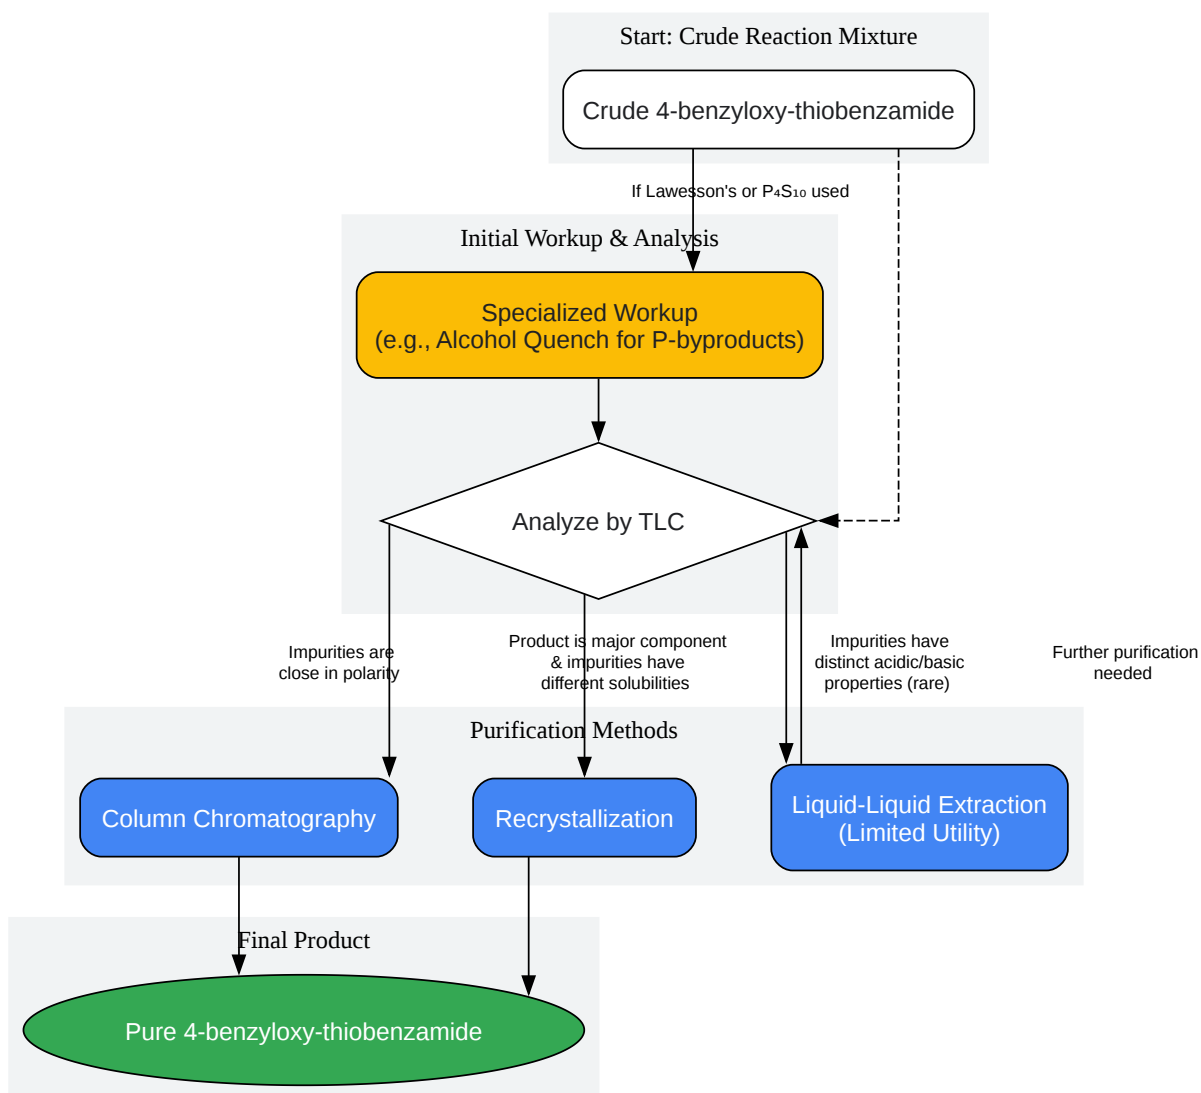 Start: Crude Reaction Mixture
Crude 4-benzyloxy-thiobenzamide
If Lawesson's or P₄S₁₀ used
Initial Workup & Analysis
Specialized Workup
(e.g., Alcohol Quench for P-byproducts)
Analyze by TLC
Impurities are
close in polarity
Product is major component
& impurities have
different solubilities
Impurities have
distinct acidic/basic
properties (rare)
Further purification
needed
Purification Methods
Column Chromatography
Recrystallization
Liquid-Liquid Extraction
(Limited Utility)
Final Product
Pure 4-benzyloxy-thiobenzamide